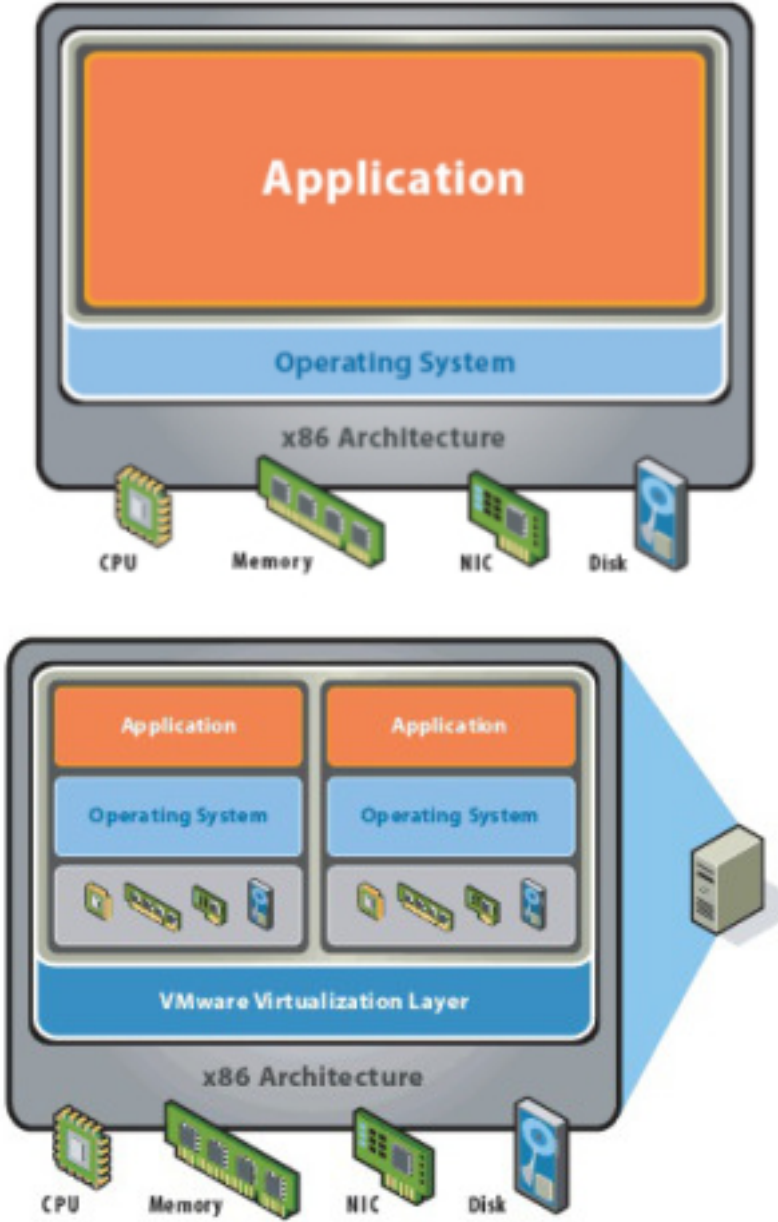 Application
Operating System
x86 Architecture
CPU Memory NIC Disk
Application Application
Operating System Operating System
VMware Virtualization Layer
x86 Architecture
CPU Memory NIC Disk